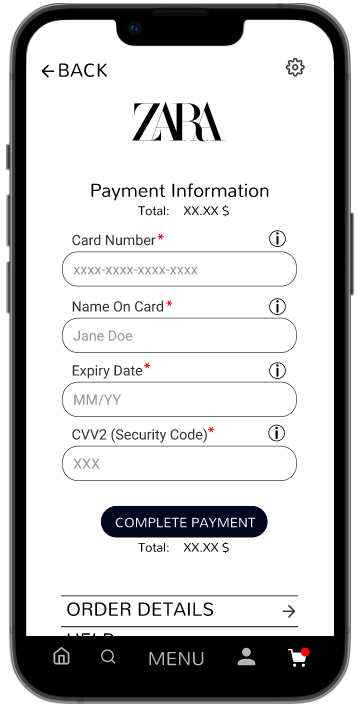 ←BACK
ZARA
Payment Information
Total: XX.XX $
Card Number*
xxxx-xxxx-xxxx-xxxx
Name On Card*
Jane Doe
Expiry Date*
MM/YY
CVV2 (Security Code)*
XXX
COMPLETE PAYMENT
Total: XX.XX $
ORDER DETAILS →
HELP
MENU